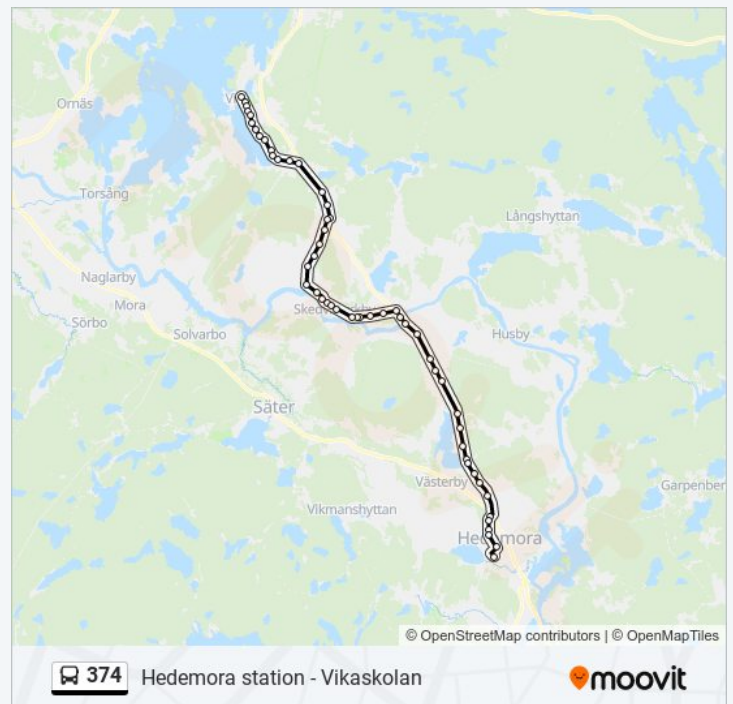 Ornäs
Torsång
Långshyttan
Naglarby
Mora
Sörbo
Solvarbo
Husby
Säter
Västerby
Garpenber
Vikmanshyttan
Hedemora
© OpenStreetMap contributors | © OpenMapTiles
374 Hedemora station - Vikaskolan
moovit